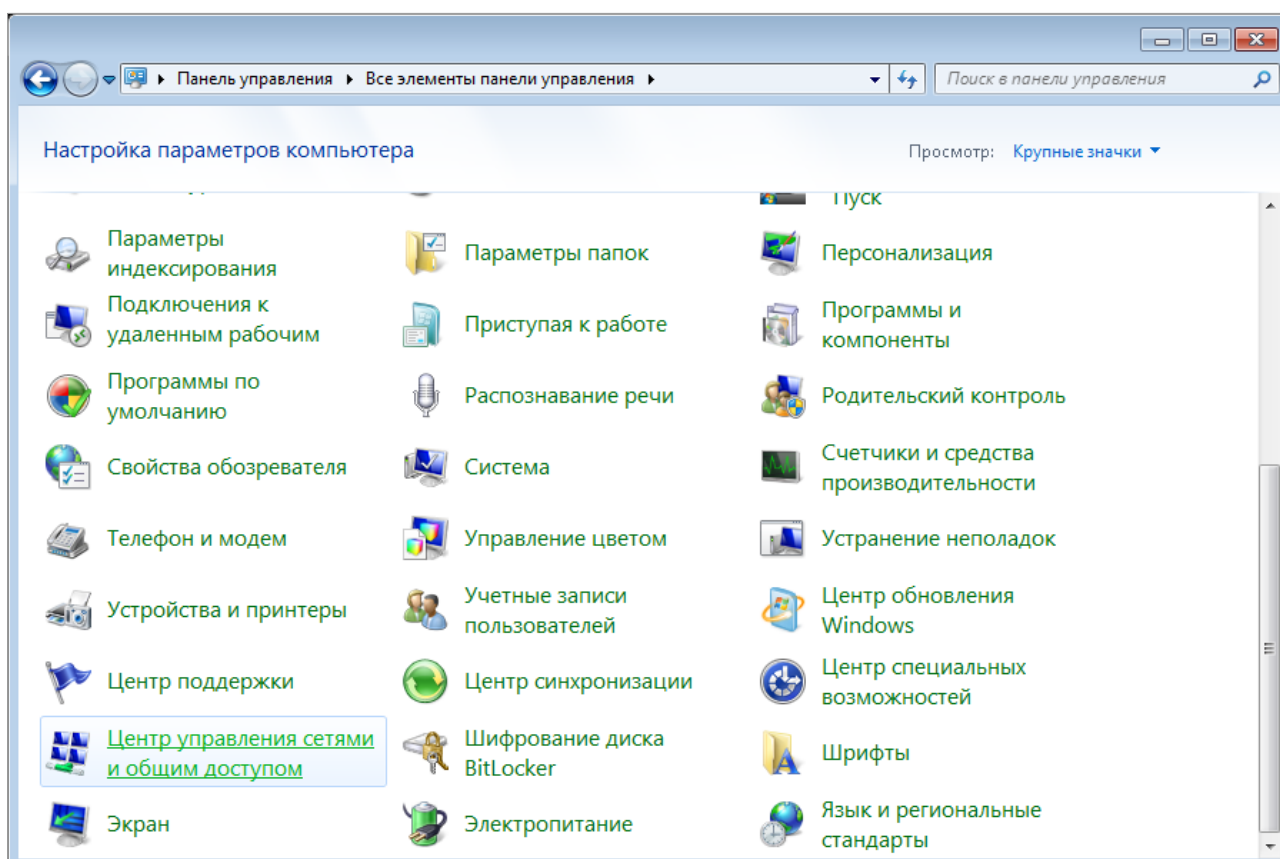 Панель управления
Все элементы панели управления
Поиск в панели управления
Настройка параметров компьютера
Просмотр:
Крупные значки
Пуск
Параметры
индексирования
Параметры папок
Персонализация
Подключения к
удаленным рабочим
Приступая к работе
Программы и
компоненты
Программы по
умолчанию
Распознавание речи
Родительский контроль
Свойства обозревателя
Система
Счетчики и средства
производительности
Телефон и модем
Управление цветом
Устранение неполадок
Устройства и принтеры
Учетные записи
пользователей
Центр обновления
Windows
Центр поддержки
Центр синхронизации
Центр специальных
возможностей
Центр управления сетями
и общим доступом
Шифрование диска
BitLocker
Шрифты
Экран
Электропитание
Язык и региональные
стандарты